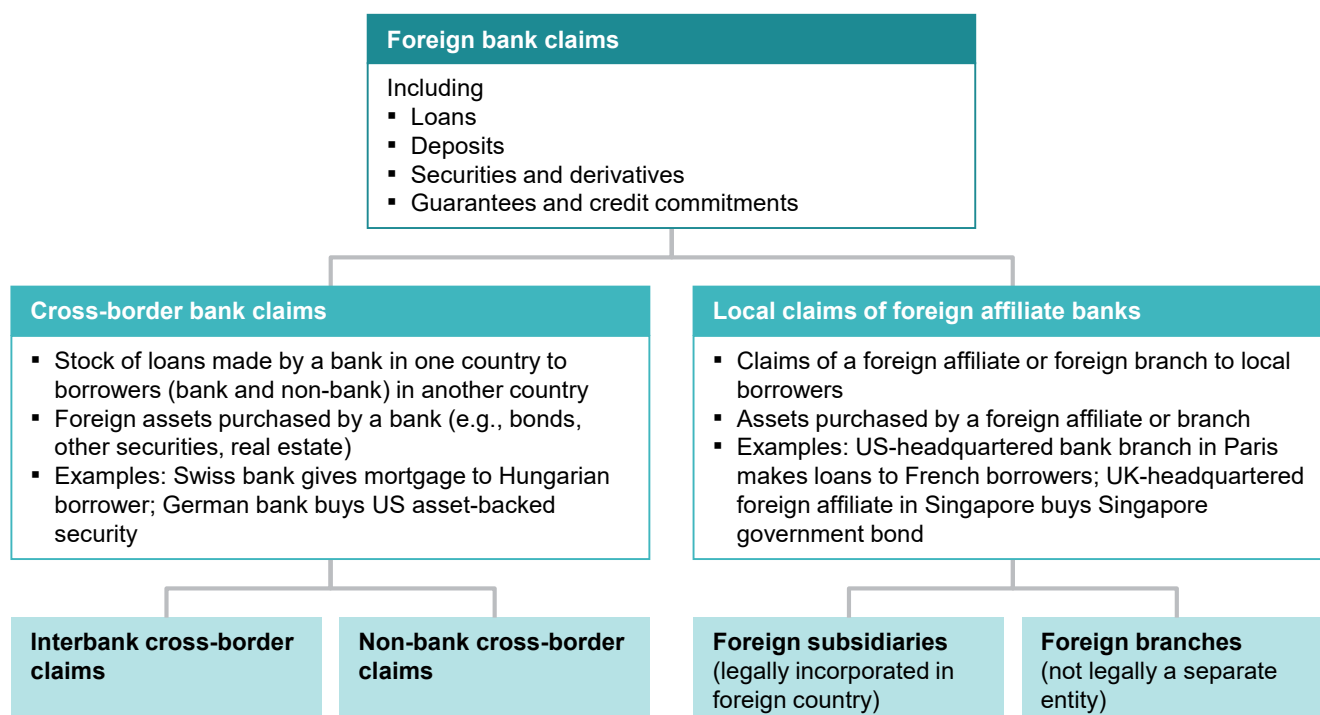 Foreign bank claims
Including
▪ Loans
▪ Deposits
▪ Securities and derivatives
▪ Guarantees and credit commitments
Cross-border bank claims
▪ Stock of loans made by a bank in one country to
borrowers (bank and non-bank) in another country
▪ Foreign assets purchased by a bank (e.g., bonds,
other securities, real estate)
▪ Examples: Swiss bank gives mortgage to Hungarian
borrower; German bank buys US asset-backed
security
Local claims of foreign affiliate banks
▪ Claims of a foreign affiliate or foreign branch to local
borrowers
▪ Assets purchased by a foreign affiliate or branch
▪ Examples: US-headquartered bank branch in Paris
makes loans to French borrowers; UK-headquartered
foreign affiliate in Singapore buys Singapore
government bond
Interbank cross-border
claims
Non-bank cross-border
claims
Foreign subsidiaries
(legally incorporated in
foreign country)
Foreign branches
(not legally a separate
entity)